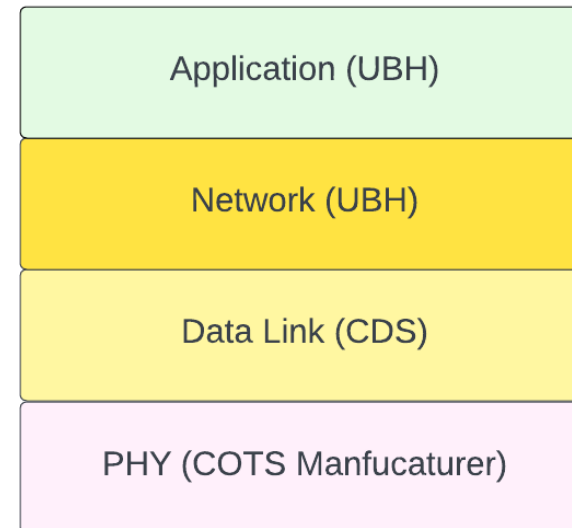 Application (UBH)
Network (UBH)
Data Link (CDS)
PHY (COTS Manfucaturer)